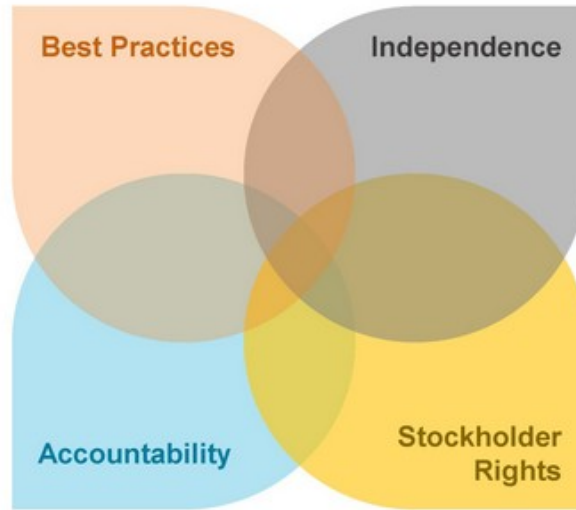 Best Practices
Independence
Accountability
Stockholder
Rights